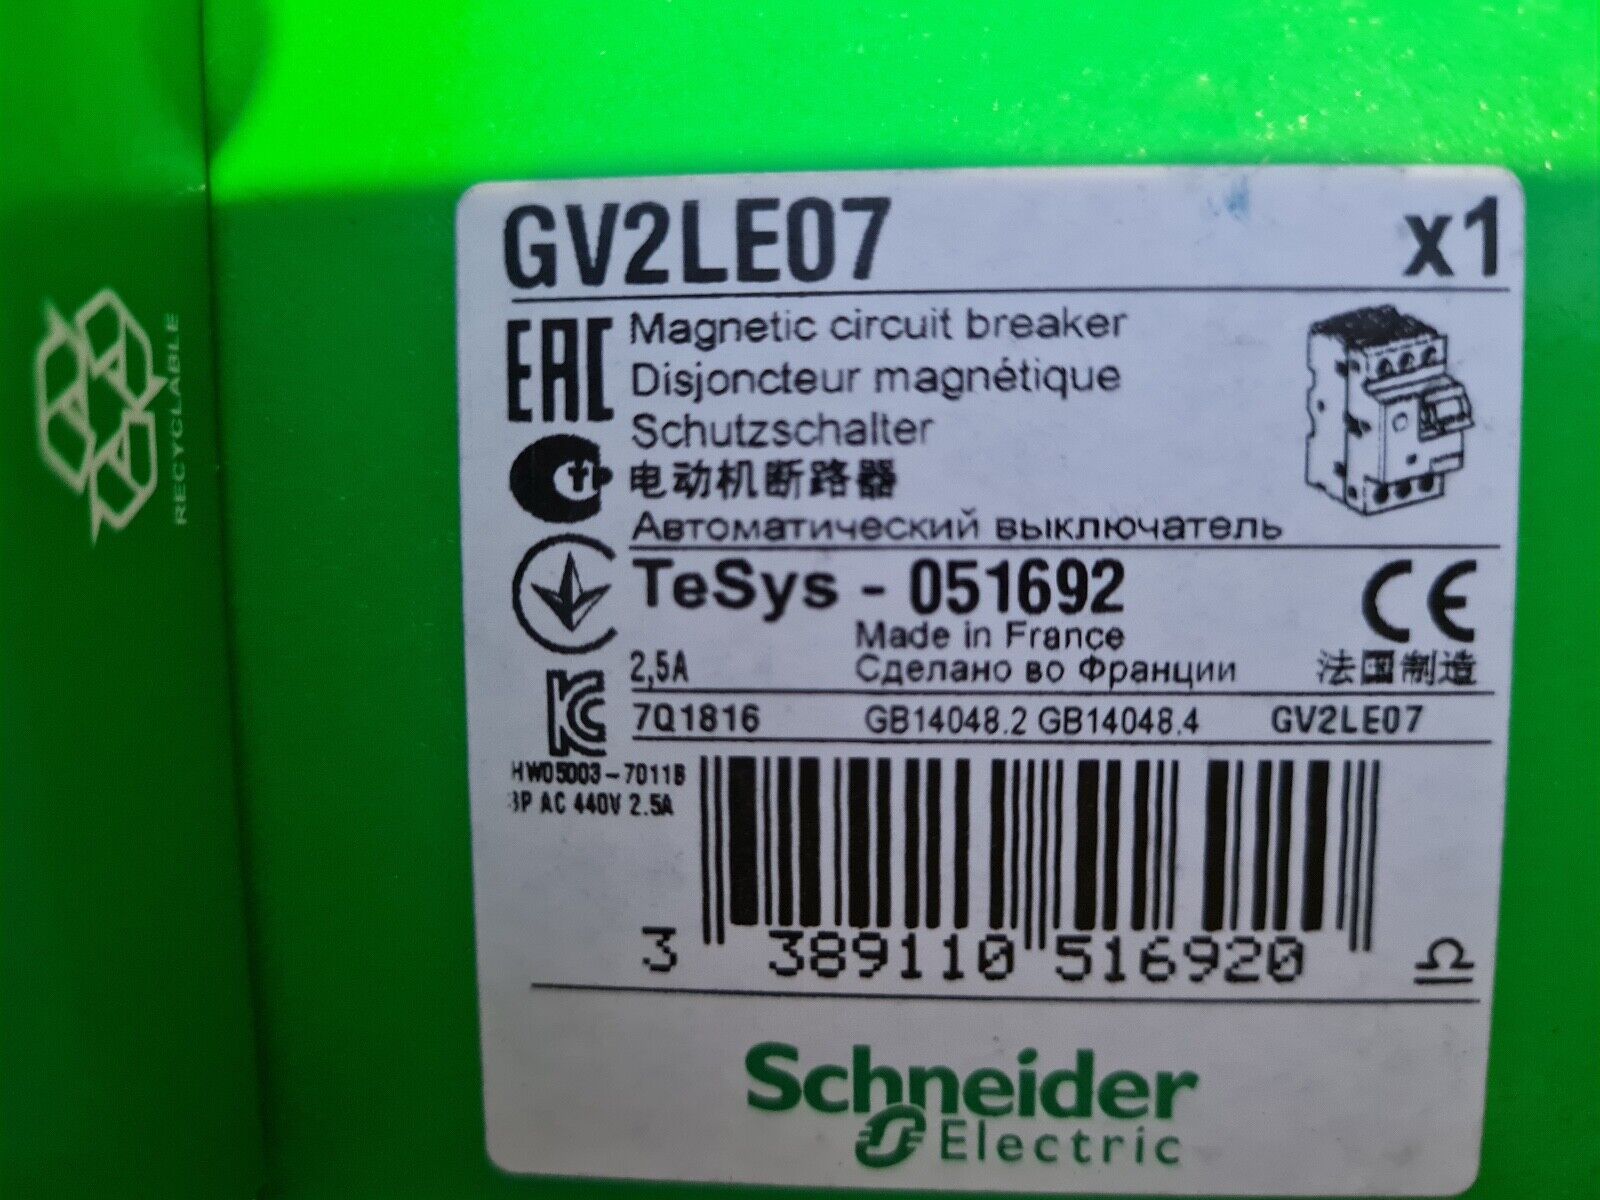 RECYCLABLE
GV2LE07 x1
EAC
Magnetic circuit breaker
Disjoncteur magnétique
Schutzschalter
电动机断路器
Автоматический выключатель
TeSys - 051692
CE
Made in France
2,5A Сделано во Франции 法国制造
7Q1816 GB14048.2 GB14048.4 GV2LE07
HW05003-7011B
3P AC 440V 2.5A
3 389110 516920
Schneider
Electric